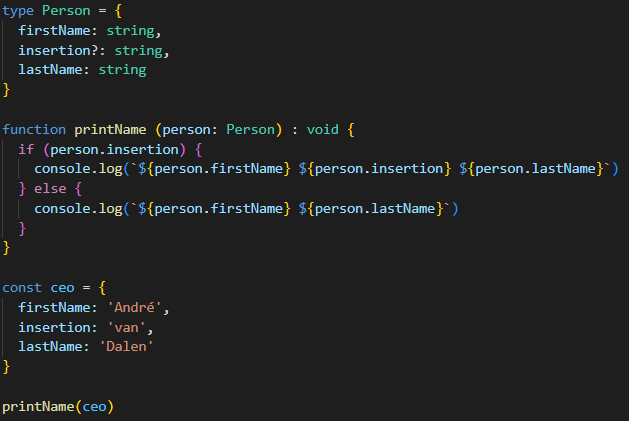 type Person = {
  firstName: string,
  insertion?: string,
  lastName: string
}

function printName (person: Person) : void {
  if (person.insertion) {
    console.log(`${person.firstName} ${person.insertion} ${person.lastName}`)
  } else {
    console.log(`${person.firstName} ${person.lastName}`)
  }
}

const ceo = {
  firstName: 'André',
  insertion: 'van',
  lastName: 'Dalen'
}

printName(ceo)